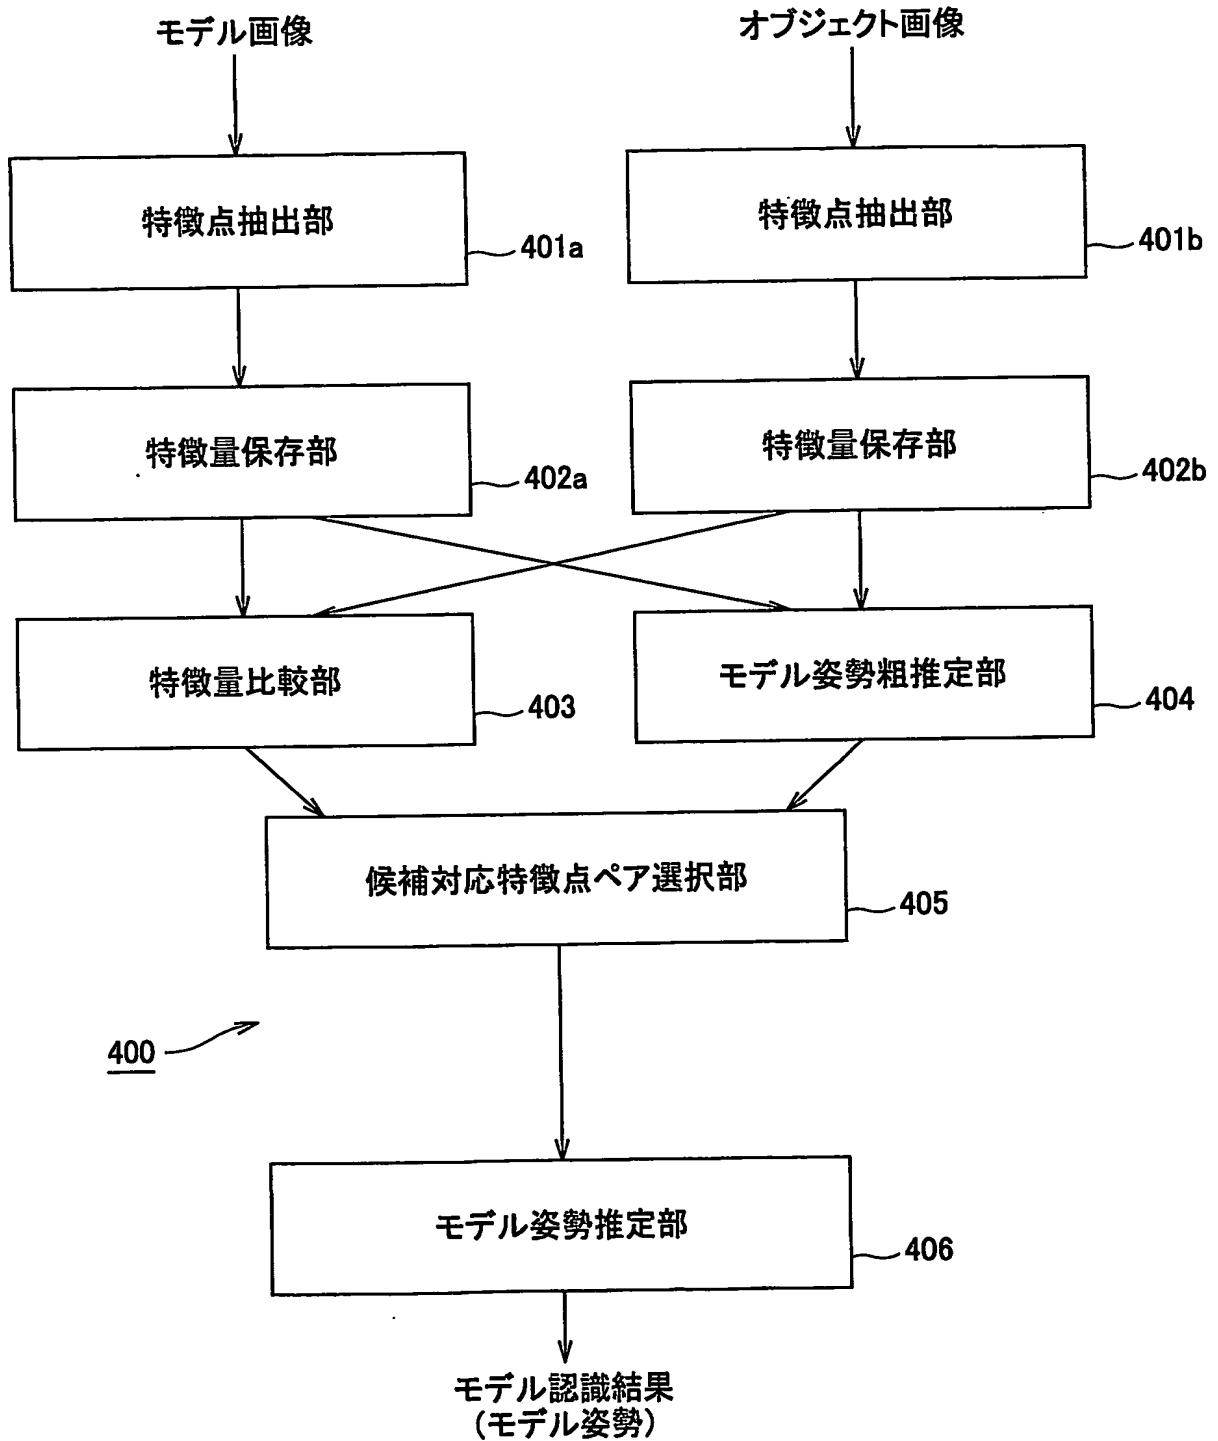 モデル画像
オブジェクト画像
特徴点抽出部
401a
特徴点抽出部
401b
特徴量保存部
402a
特徴量保存部
402b
特徴量比較部
403
モデル姿勢粗推定部
404
候補対応特徴点ペア選択部
405
400
モデル姿勢推定部
406
モデル認識結果
(モデル姿勢)